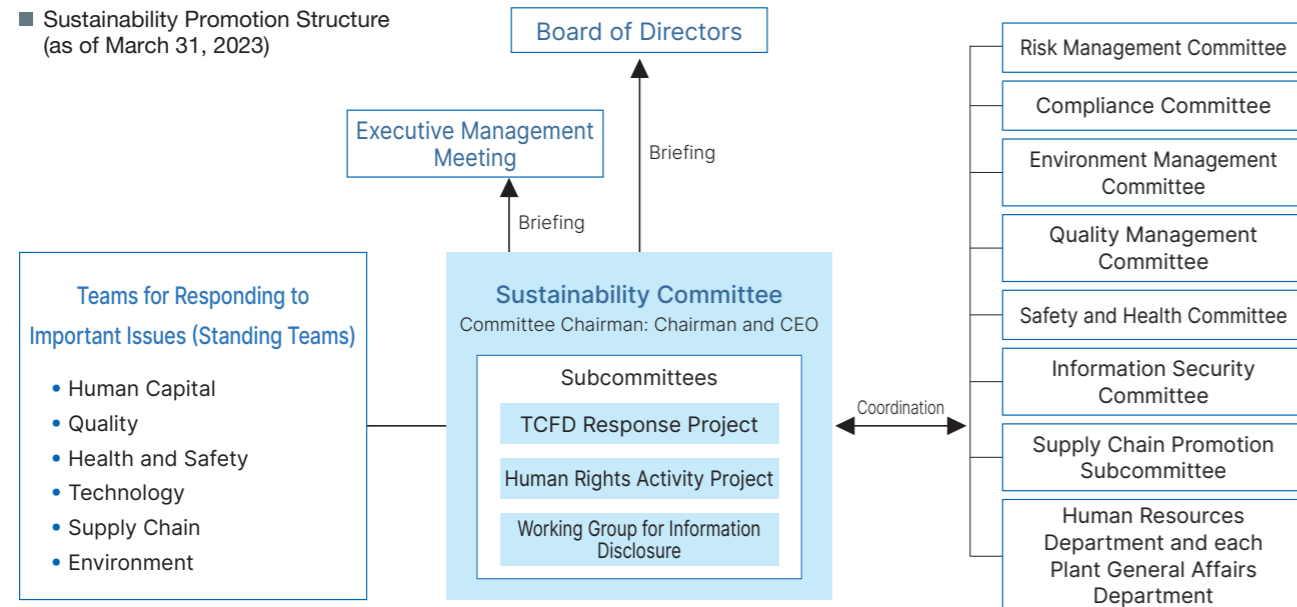 Sustainability Promotion Structure
(as of March 31, 2023)
Board of Directors
Executive Management
Meeting
Briefing
Briefing
Teams for Responding to
Important Issues (Standing Teams)
• Human Capital
• Quality
• Health and Safety
• Technology
• Supply Chain
• Environment
Sustainability Committee
Committee Chairman: Chairman and CEO
Subcommittees
TCFD Response Project
Human Rights Activity Project
Working Group for Information
Disclosure
Coordination
Risk Management Committee
Compliance Committee
Environment Management
Committee
Quality Management
Committee
Safety and Health Committee
Information Security
Committee
Supply Chain Promotion
Subcommittee
Human Resources
Department and each
Plant General Affairs
Department